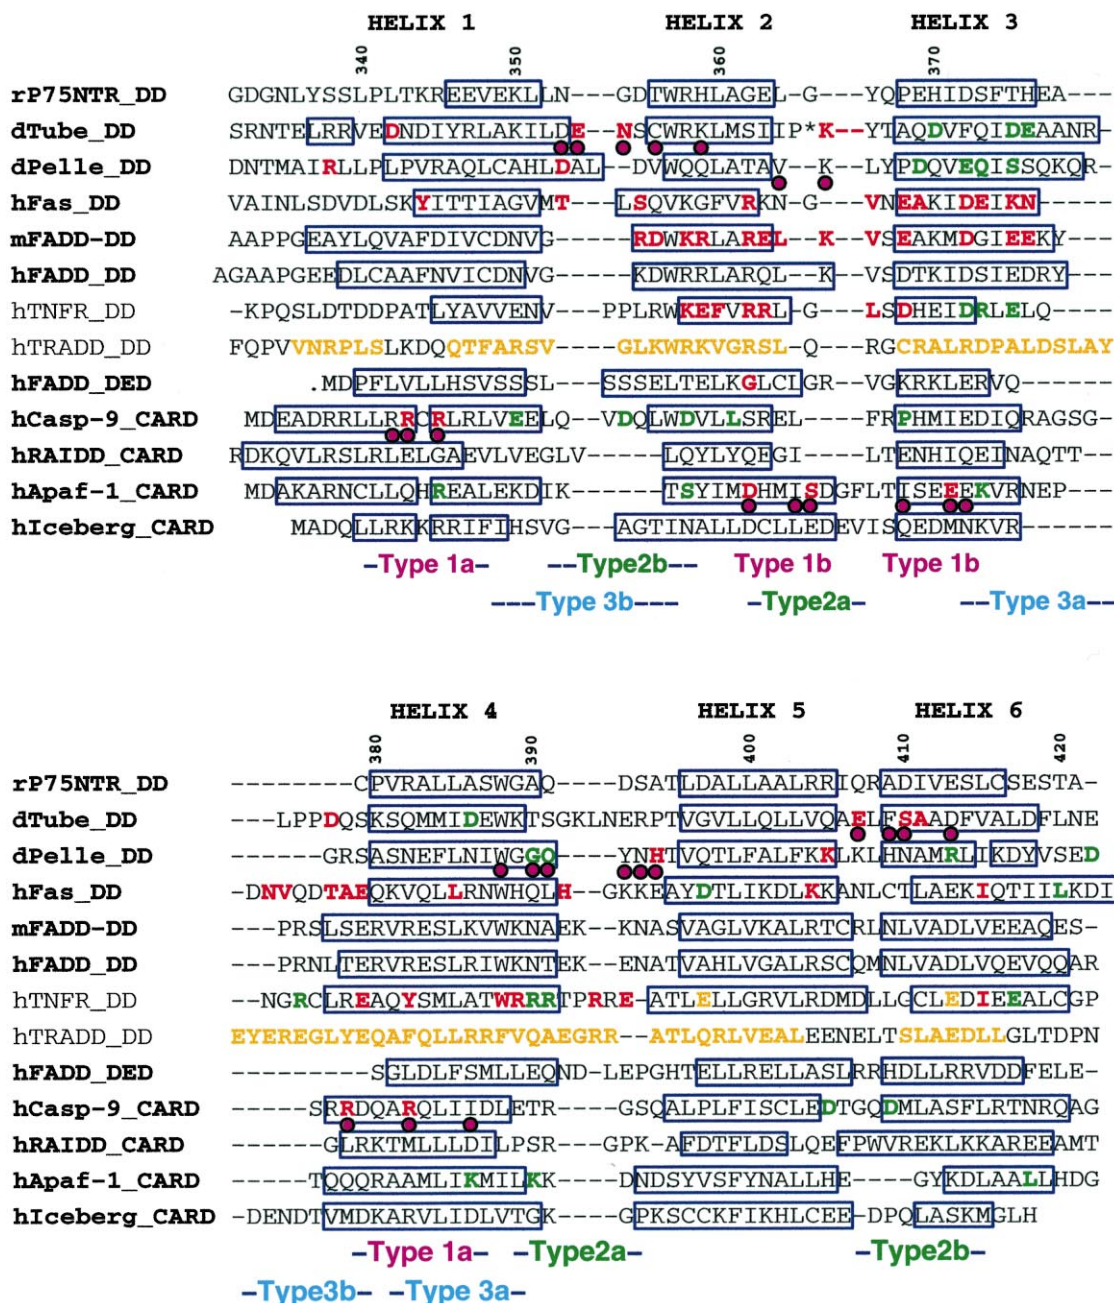 HELIX 1 HELIX 2 HELIX 3
340 350 360 370
rP75NTR_DD GDGNLYSSLPLTKREEVEKLLN---GDTWRHLAGEL-G--YQPEHIDSFTHEA---
dTube_DD SRNTELRRVEDNDIYRLAKILDE--NSCWRKLMSIIP*K--YTAQDVFQIDEAANR-
dPelle_DD DNTMAIRLLPLPVRAQLCAHLDAL--DVWQQLATAV--K--LYPDQVEQISSQKQR-
hFas_DD VAINLSDVDLSKYITTIAGVMT---LSQVKGFVRKN-G--VNEAKIDEIKN-----
mFADD-DD AAPPGEAYLQVAFDIVCDNVG-----RDWKRLARELK--VSEAKMDGIEEKY---
hFADD_DD AGAAPGEEDLCAAFNVICDNVG-----KDWRRLARQL--K--VSDTKIDSIEDRY--
hTNFR_DD -KPQSLDTDDPATLYAVVENV---PPLRWKEFVRRL-G---LSDHEIDRLELQ----
hTRADD_DD FQPVVNRPLSLKDQQTFARSV----GLKWRKVGRSL-Q--RGCRALRDPALDSLAY
hFADD_DED .MDPFLVLLHSVSSSL---SSSELTELKGLCLGR--VGKRKLERVQ------
hCasp-9_CARD MDEADRRLLRRCRLRLVEELQ--VDQLWDVLLSREL---FRPHMIEDIQRAGSG-
hRAIDD_CARD RDKQVLRSLRLELGAEVLVEGLV-----LQYLYQEGI---LTENHIQEINAQTT--
hApaf-1_CARD MDAKARNCLLQHREALEKDIK------TSYIMDHMISDGFLTISEEEKVRNEP---
hIceberg_CARD MADQLLRKKRRIFIHSVG---AGTINALLDCLLEDEVISQEDMNKVR------
–Type 1a– ––Type2b–– Type 1b Type 1b
–––Type 3b––– –Type2a– ––Type 3a––
HELIX 4 HELIX 5 HELIX 6
380 390 400 410 420
rP75NTR_DD --------CPVRALLASWGAQ----DSATLDALLAALRRIQRADIVESLCSESTA-
dTube_DD ---LPPDQSKSQMMIDEWKTSGKLNERPTVGVLLQLLVQAELFSAADFVALDFLNE
dPelle_DD ------GRSASNEFLNIWGGQ----YNHTVQTLFALFKKLKLHNAMRLIKDYVSED
hFas_DD -DNVQDTAEQKVQLLRNWHQLH---GKKEAYDTLIKDLKKANLCTLAEKIQTIILKDI
mFADD-DD ---PRSLSERVRESLKVWKNAEK--KNASVAGLVKALRTCRLNLVADLVEEAQES-
hFADD_DD ---PRNLTERVRESLRIWKNTEK--ENATVAHLVGALRSCQMNLVADLVQEVQQAR
hTNFR_DD --NGRCLREAQYSMLATWRRRTPRRE-ATLELLGRVLRDMDLLGCLEDIEEALCGP
hTRADD_DD EYEREGLYEQAFQLLRRFVQAEGRR--ATLQRLVEALEENELTSLAEDLLGLTDPN
hFADD_DED ---------SGLDLFSMLLEQND-LEPGHTELLRELLASLRRHDLLRRVDDFELE-
hCasp-9_CARD -----SRRDQARQLIIDLETR---GSQALPLFISCLEDTGQDMLASFLRTNRQAG
hRAIDD_CARD ------GLRKTMLLLDILPSR---GPK-AFDTFLDSLQEFPWVREKLKKAREEAMT
hApaf-1_CARD -----TQQQRAAMLIKMILKK----DNDSYVSFYNALLHE----GYKDLAALLHDG
hIceberg_CARD -DENDTVMDKARVLIDLVTGK----GPKSCCKFIKHLCEE-DPQLASKMGLH
–Type 1a– –Type2a– –Type2b–
–Type3b– –Type 3a–